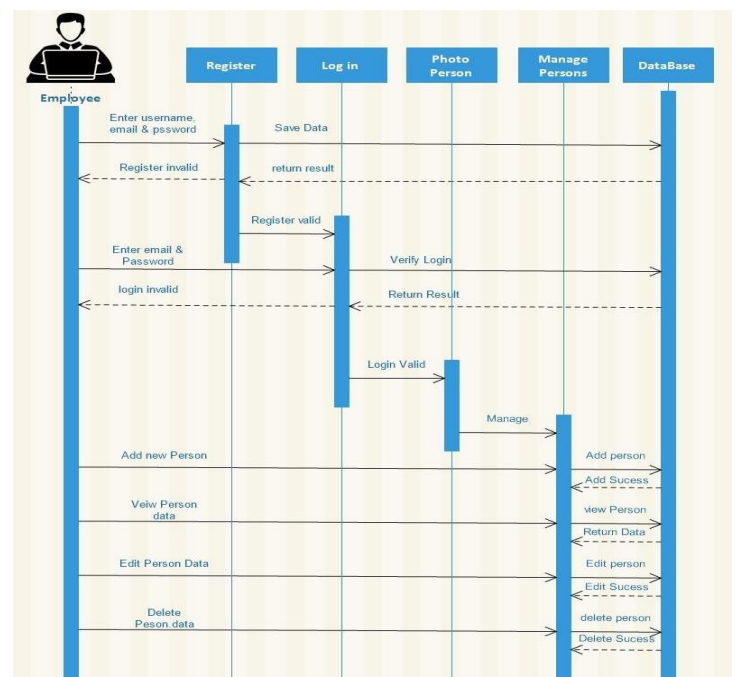 Register
Log in
Photo
Person
Manage
Persons
DataBase
Employee
Enter username,
email & pssword
Save Data
Register invalid
return result
Register valid
Enter email &
Password
Verify Login
login invalid
Return Result
Login Valid
Manage
Add new Person
Add person
Add Sucess
Veiw Person
data
view Person
Return Data
Edit Person Data
Edit person
Edit Sucess
Delete
Peson.data
delete person
Delete Sucess